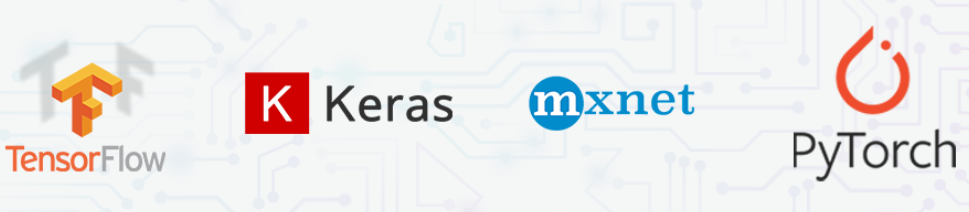 TensorFlow
K Keras
mxnet
PyTorch